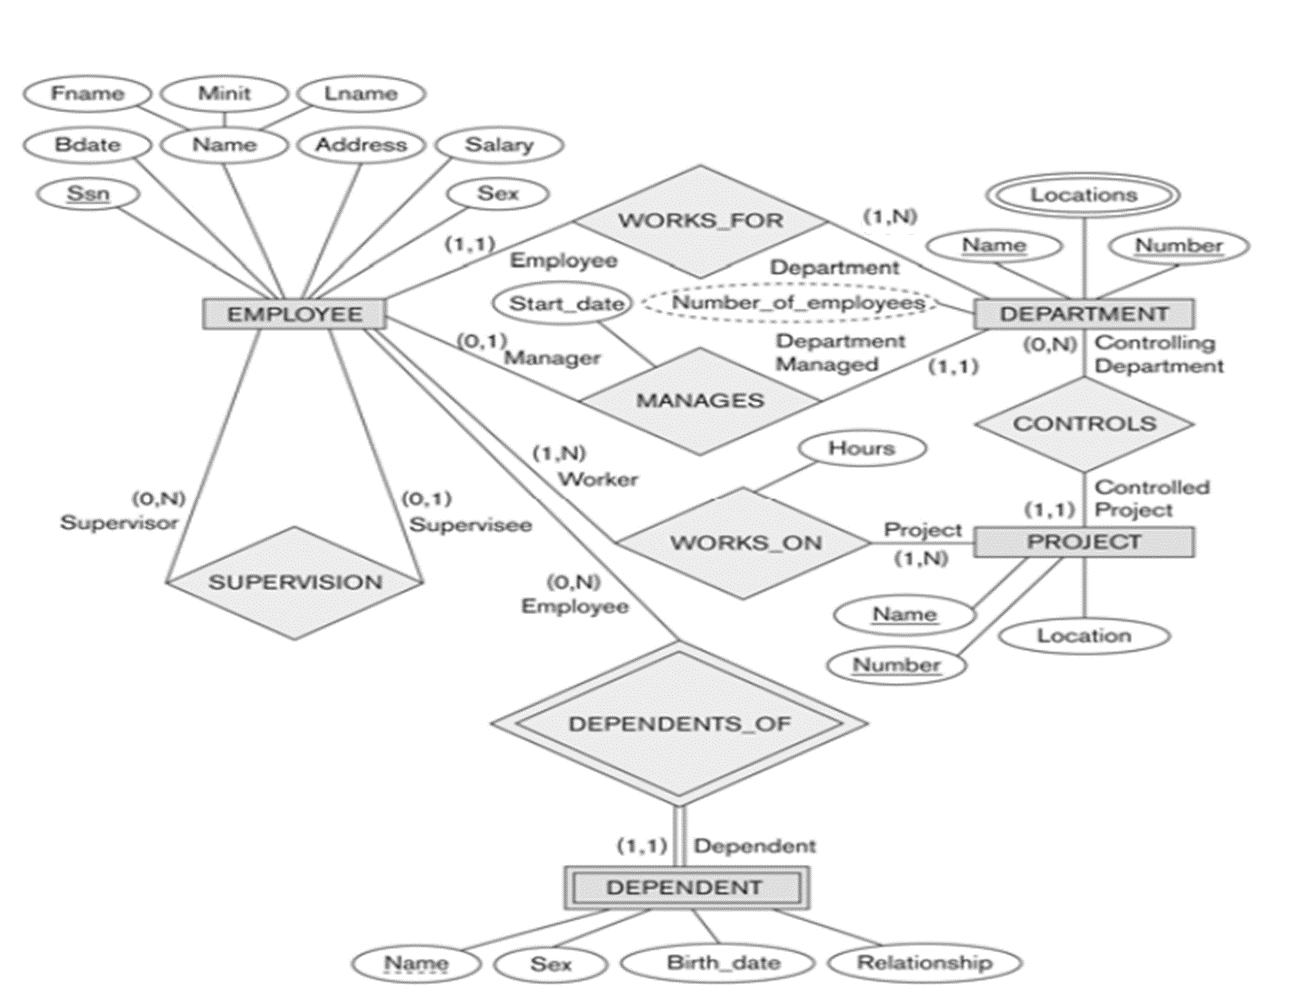 Fname
Minit
Lname
Bdate
Name
Address
Salary
Ssn
Sex
WORKS_FOR
(1,N)
Locations
(1,1)
Employee
Department
Name
Number
Start_date
Number_of_employees
EMPLOYEE
DEPARTMENT
(0,1)
Manager
Department
Managed
(1,1)
(0,N)
Controlling
Department
MANAGES
CONTROLS
(1,N)
Worker
Hours
(0,N)
Supervisor
(0,1)
Supervisee
Controlled
Project
(1,1)
SUPERVISION
WORKS_ON
Project
(1,N)
PROJECT
(0,N)
Employee
Name
Location
Number
DEPENDENTS_OF
(1,1)
Dependent
DEPENDENT
Name
Sex
Birth_date
Relationship